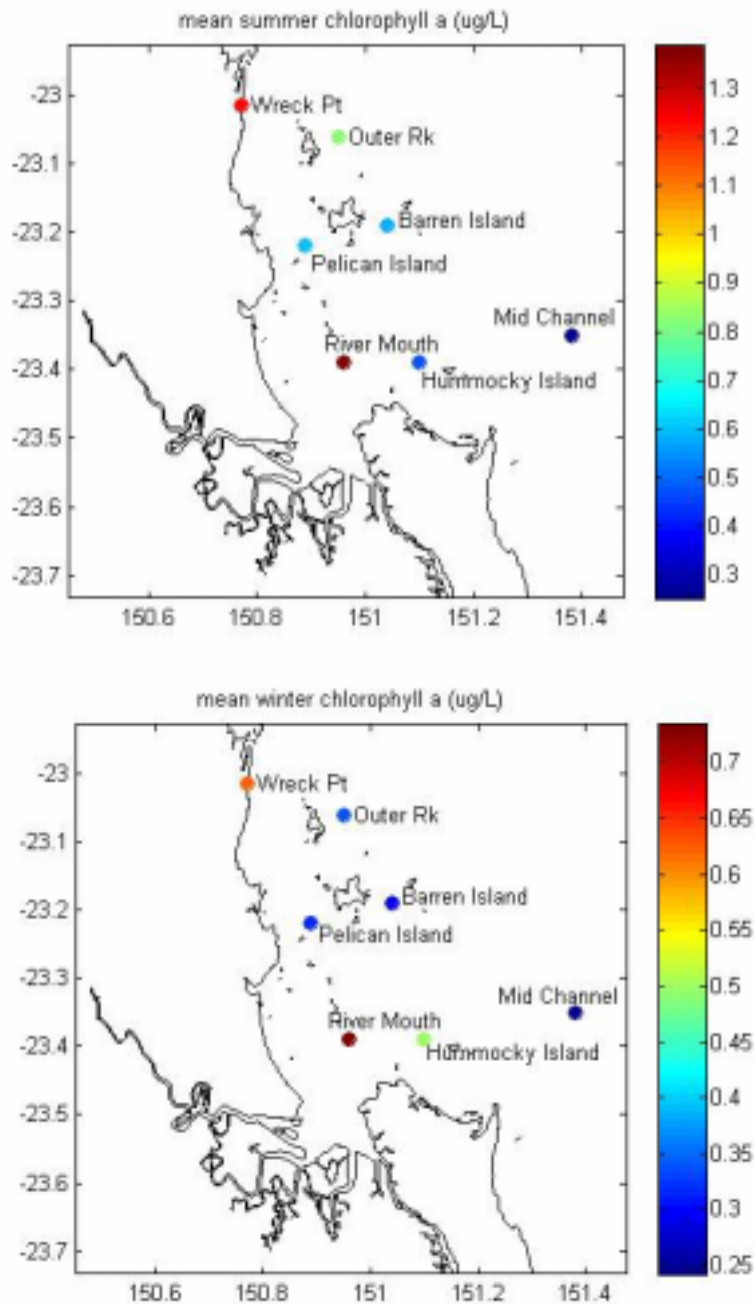 mean summer chlorophyll a (ug/L)
-23
-23.1
-23.2
-23.3
-23.4
-23.5
-23.6
-23.7
Wreck Pt
Outer Rk
Barren Island
Pelican Island
Mid Channel
River Mouth
Hummocky Island
150.6 150.8 151 151.2 151.4
1.3
1.2
1.1
1
0.9
0.8
0.7
0.6
0.5
0.4
0.3
mean winter chlorophyll a (ug/L)
-23
-23.1
-23.2
-23.3
-23.4
-23.5
-23.6
-23.7
Wreck Pt
Outer Rk
Barren Island
Pelican Island
Mid Channel
River Mouth
Hummocky Island
150.6 150.8 151 151.2 151.4
0.7
0.65
0.6
0.55
0.5
0.45
0.4
0.35
0.3
0.25